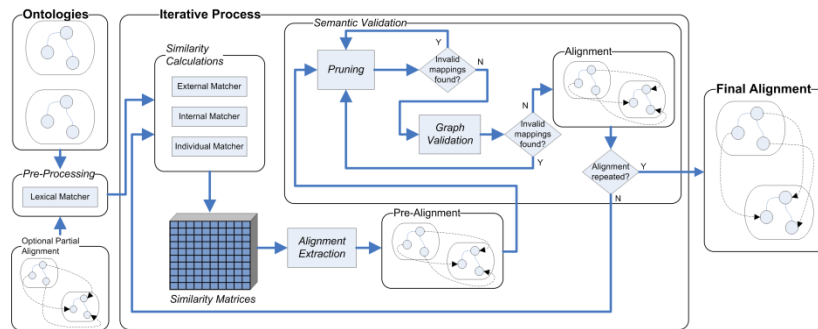 Ontologies
Iterative Process
Semantic Validation
Similarity
Calculations
External Matcher
Internal Matcher
Individual Matcher
Pre-Processing
Lexical Matcher
Optional Partial
Alignment
Similarity Matrices
Alignment
Extraction
Pre-Alignment
Pruning
Y
Invalid
mappings
found?
N
Graph
Validation
N
Invalid
mappings
found?
Y
Alignment
Alignment
repeated?
Y
N
Final Alignment